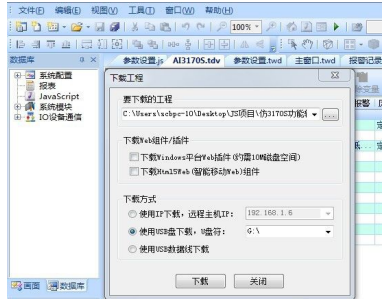 文件(F) 编辑(E) 视图(V) 工具(T) 窗口(W) 帮助(H)
100%
数据库
参数设置.js AI3170S.tdv 参数设置.twd 主窗口.twd 报警记录
系统配置
报表
JavaScript
系统模块
IO设备通信
下载工程
要下载的工程
C:\Users\scbpc-10\Desktop\JS项目\仿3170S功能
下载Web组件/插件
下载Windows平台Web插件(约需10M磁盘空间)
下载Html5Web(智能移动Web)组件
下载方式
使用IP下载，远程主机IP: 192.168.1.6
使用USB盘下载，U盘符: G:\
使用USB数据线下载
下载 关闭
画面 数据库